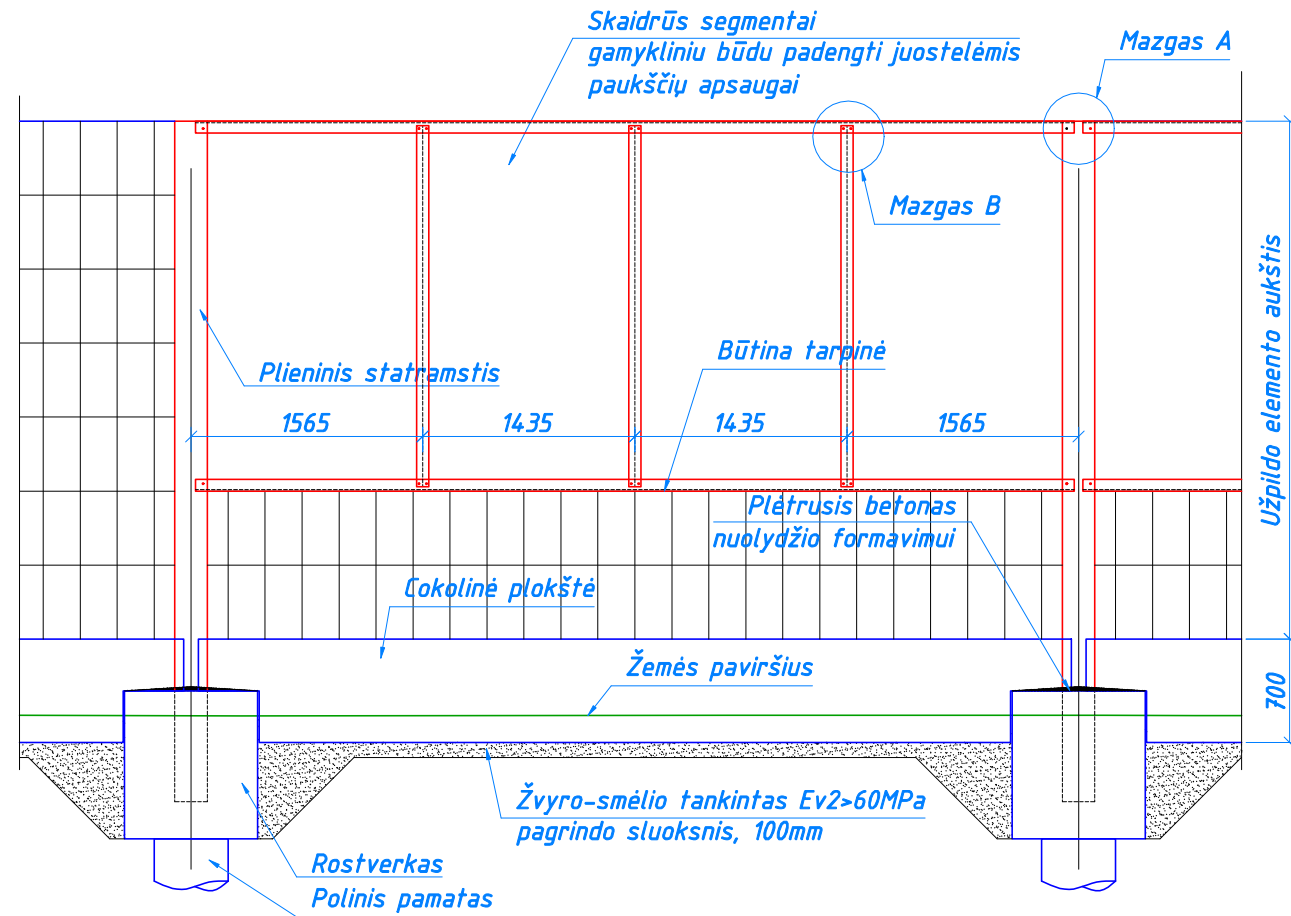 Skaidrūs segmentai
gamykliniu būdu padengti juostelėmis
paukščių apsaugai
Mazgas A
Mazgas B
Užpildo elemento aukštis
Būtina tarpinė
Plieninis statramstis
1565
1435
1435
1565
Plėtrusis betonas
nuolydžio formavimui
Cokolinė plokštė
Žemės paviršius
700
Žvyro-smėlio tankintas Ev2>60MPa
pagrindo sluoksnis, 100mm
Rostverkas
Polinis pamatas